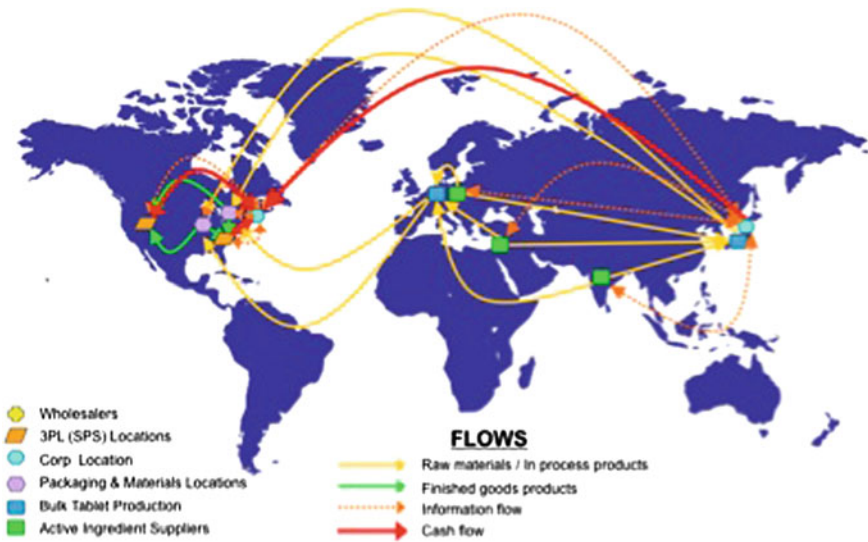 Wholesalers
3PL (SPS) Locations
Corp Location
Packaging & Materials Locations
Bulk Tablet Production
Active Ingredient Suppliers
FLOWS
Raw materials / In process products
Finished goods products
Information flow
Cash flow